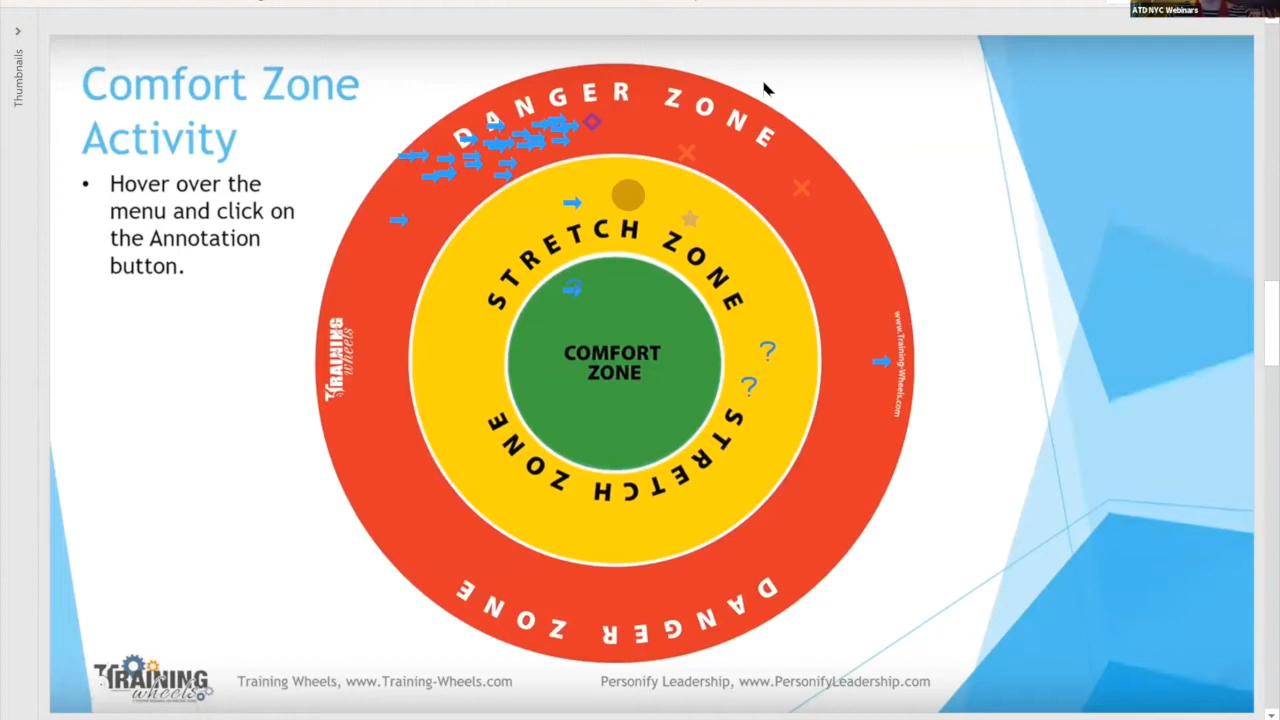 ATD NYC Webinars
Thumbnails
Comfort Zone
Activity
• Hover over the
menu and click on
the Annotation
button.
DANGER ZONE
STRETCH ZONE
COMFORT
ZONE
STRETCH ZONE
DANGER ZONE
TRAINING
wheels
www.Training-Wheels.com
TRAINING
wheels
Training Wheels, www.Training-Wheels.com
Personify Leadership, www.PersonifyLeadership.com